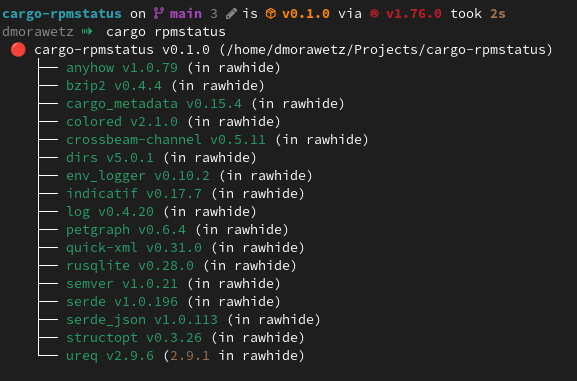 cargo-rpmstatus on main 3 is v0.1.0 via v1.76.0 took 2s
dmorawetz cargo rpmstatus
cargo-rpmstatus v0.1.0 (/home/dmorawetz/Projects/cargo-rpmstatus)
anyhow v1.0.79 (in rawhide)
bzip2 v0.4.4 (in rawhide)
cargo_metadata v0.15.4 (in rawhide)
colored v2.1.0 (in rawhide)
crossbeam-channel v0.5.11 (in rawhide)
dirs v5.0.1 (in rawhide)
env_logger v0.10.2 (in rawhide)
indicatif v0.17.7 (in rawhide)
log v0.4.20 (in rawhide)
petgraph v0.6.4 (in rawhide)
quick-xml v0.31.0 (in rawhide)
rusqlite v0.28.0 (in rawhide)
semver v1.0.21 (in rawhide)
serde v1.0.196 (in rawhide)
serde_json v1.0.113 (in rawhide)
structopt v0.3.26 (in rawhide)
ureq v2.9.6 (2.9.1 in rawhide)